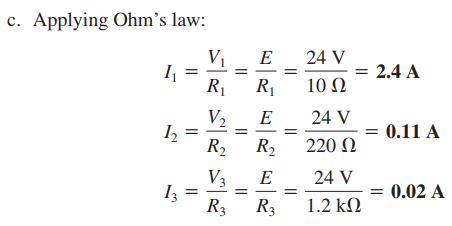 c. Applying Ohm's law:
I₁ = V₁/R₁ = E/R₁ = 24 V/10 Ω = 2.4 A
I₂ = V₂/R₂ = E/R₂ = 24 V/220 Ω = 0.11 A
I₃ = V₃/R₃ = E/R₃ = 24 V/1.2 kΩ = 0.02 A